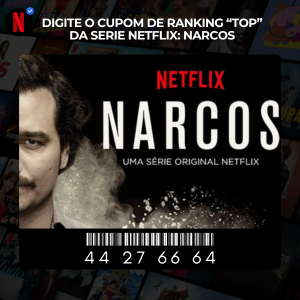 N
DIGITE O CUPOM DE RANKING “TOP”
DA SERIE NETFLIX: NARCOS
NETFLIX
NARCOS
UMA SÉRIE ORIGINAL NETFLIX
44 27 66 64